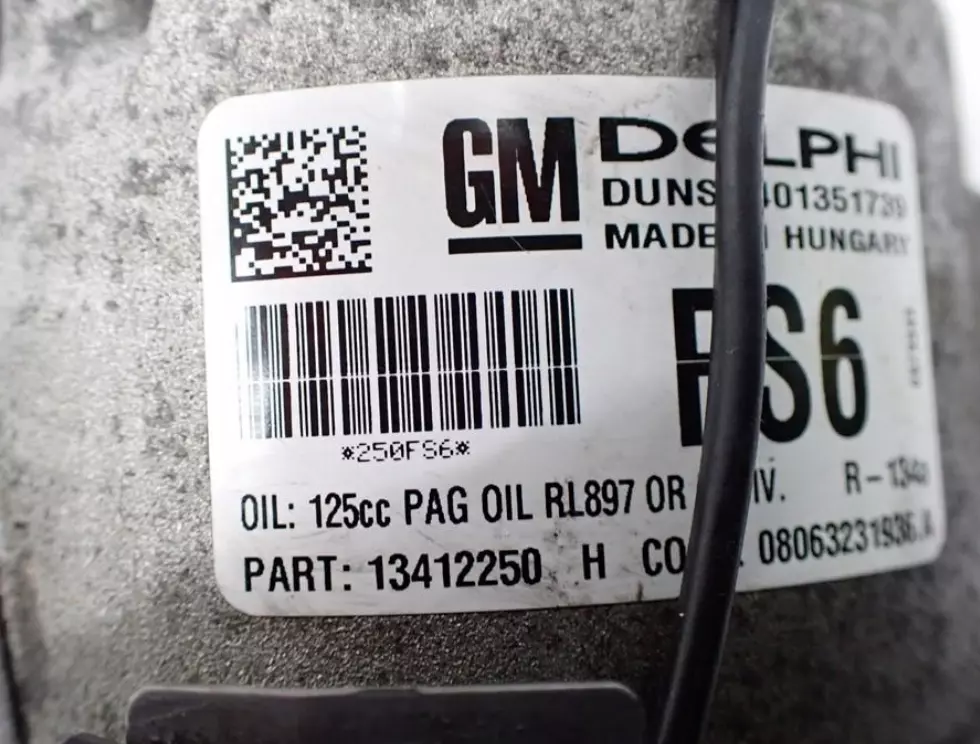 GM DELPHI
DUNS 401351739
MADE HUNGARY
FS6
*250FS6*
OIL: 125cc PAG OIL RL897 OR R-134a
PART: 13412250 H 08063231936.A